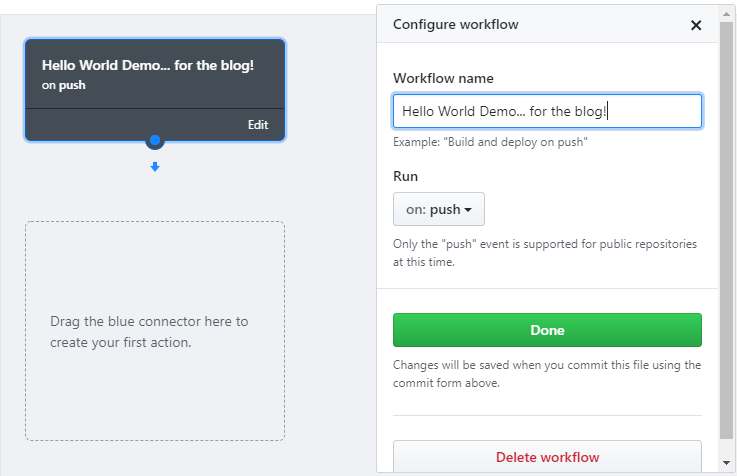 Hello World Demo... for the blog!
on push
Edit
Drag the blue connector here to
create your first action.
Configure workflow
Workflow name
Hello World Demo... for the blog!
Example: "Build and deploy on push"
Run
on: push
Only the "push" event is supported for public repositories
at this time.
Done
Changes will be saved when you commit this file using the
commit form above.
Delete workflow